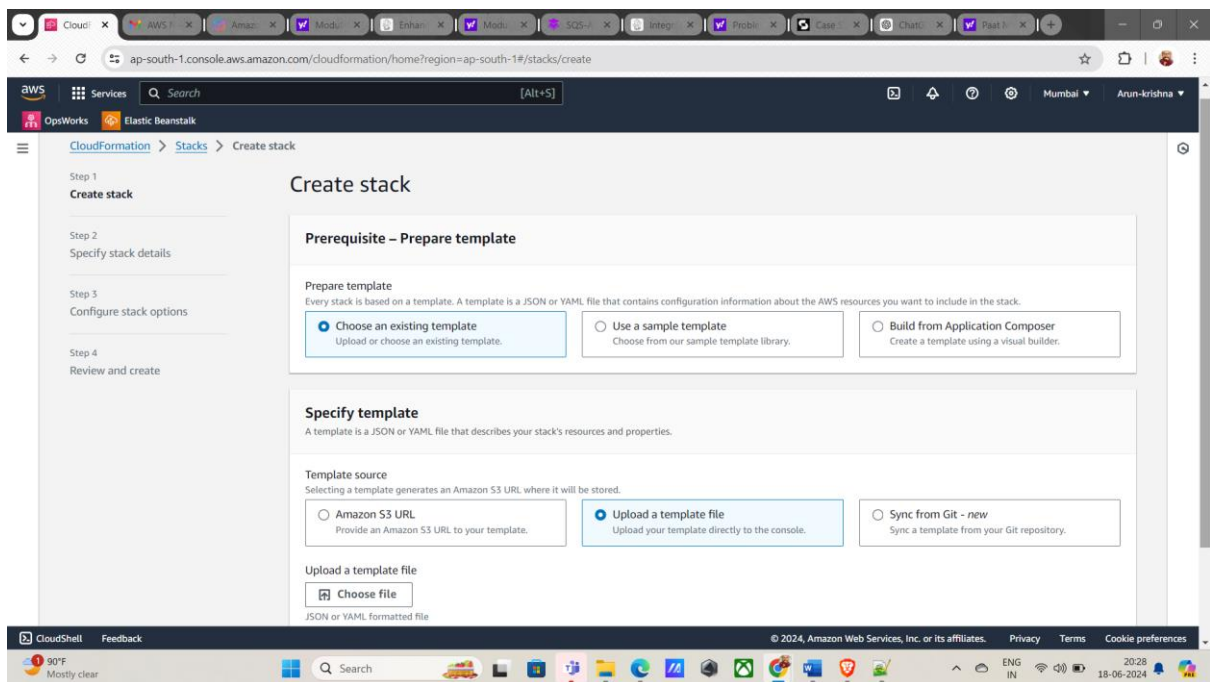 Cloud
AWS
Amaz
Modu
Enhan
Modu
SQS-
Integr
Proble
Case
Chat
Paat
ap-south-1.console.aws.amazon.com/cloudformation/home?region=ap-south-1#/stacks/create
aws
Services
Search
[Alt+S]
Mumbai
Arun-krishna
OpsWorks
Elastic Beanstalk
CloudFormation > Stacks > Create stack
Step 1
Create stack
Step 2
Specify stack details
Step 3
Configure stack options
Step 4
Review and create
Create stack
Prerequisite – Prepare template
Prepare template
Every stack is based on a template. A template is a JSON or YAML file that contains configuration information about the AWS resources you want to include in the stack.
Choose an existing template
Upload or choose an existing template.
Use a sample template
Choose from our sample template library.
Build from Application Composer
Create a template using a visual builder.
Specify template
A template is a JSON or YAML file that describes your stack's resources and properties.
Template source
Selecting a template generates an Amazon S3 URL where it will be stored.
Amazon S3 URL
Provide an Amazon S3 URL to your template.
Upload a template file
Upload your template directly to the console.
Sync from Git - new
Sync a template from your Git repository.
Upload a template file
Choose file
JSON or YAML formatted file
CloudShell
Feedback
© 2024, Amazon Web Services, Inc. or its affiliates.
Privacy
Terms
Cookie preferences
90°F
Mostly clear
Search
ENG
IN
20:28
18-06-2024